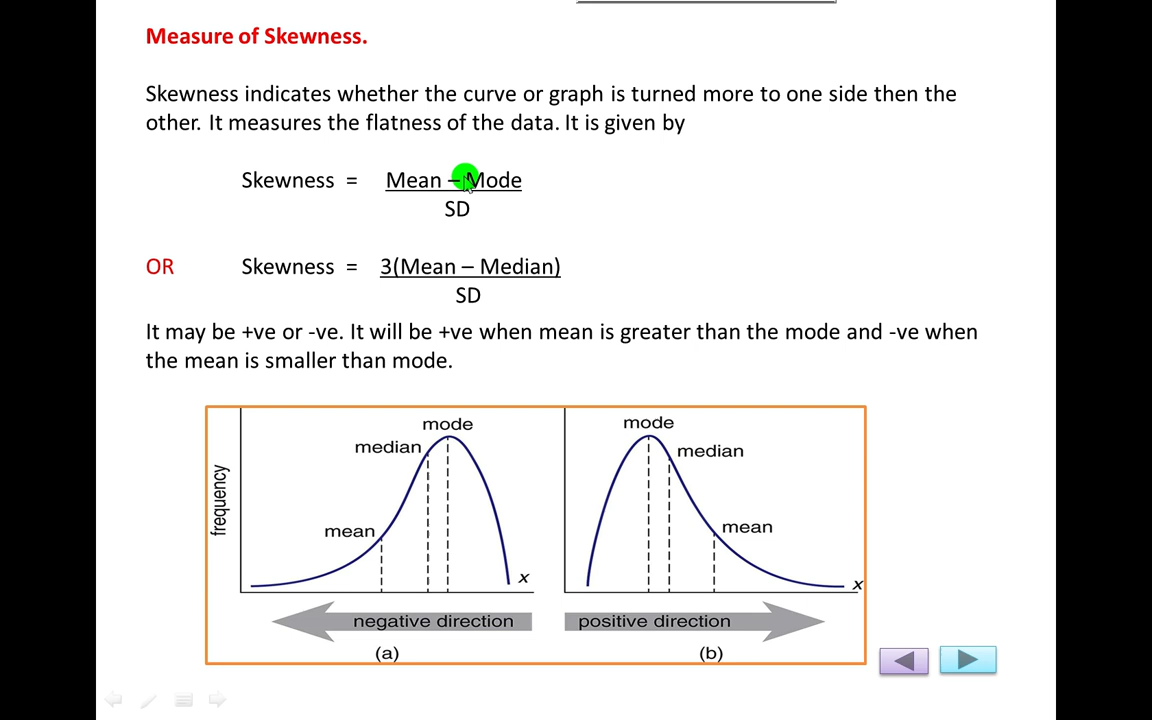 Measure of Skewness.
Skewness indicates whether the curve or graph is turned more to one side then the
other. It measures the flatness of the data. It is given by
Skewness = Mean – Mode
SD
OR Skewness = 3(Mean – Median)
SD
It may be +ve or -ve. It will be +ve when mean is greater than the mode and -ve when
the mean is smaller than mode.
mode
median
mean
frequency
x
negative direction
(a)
mode
median
mean
x
positive direction
(b)